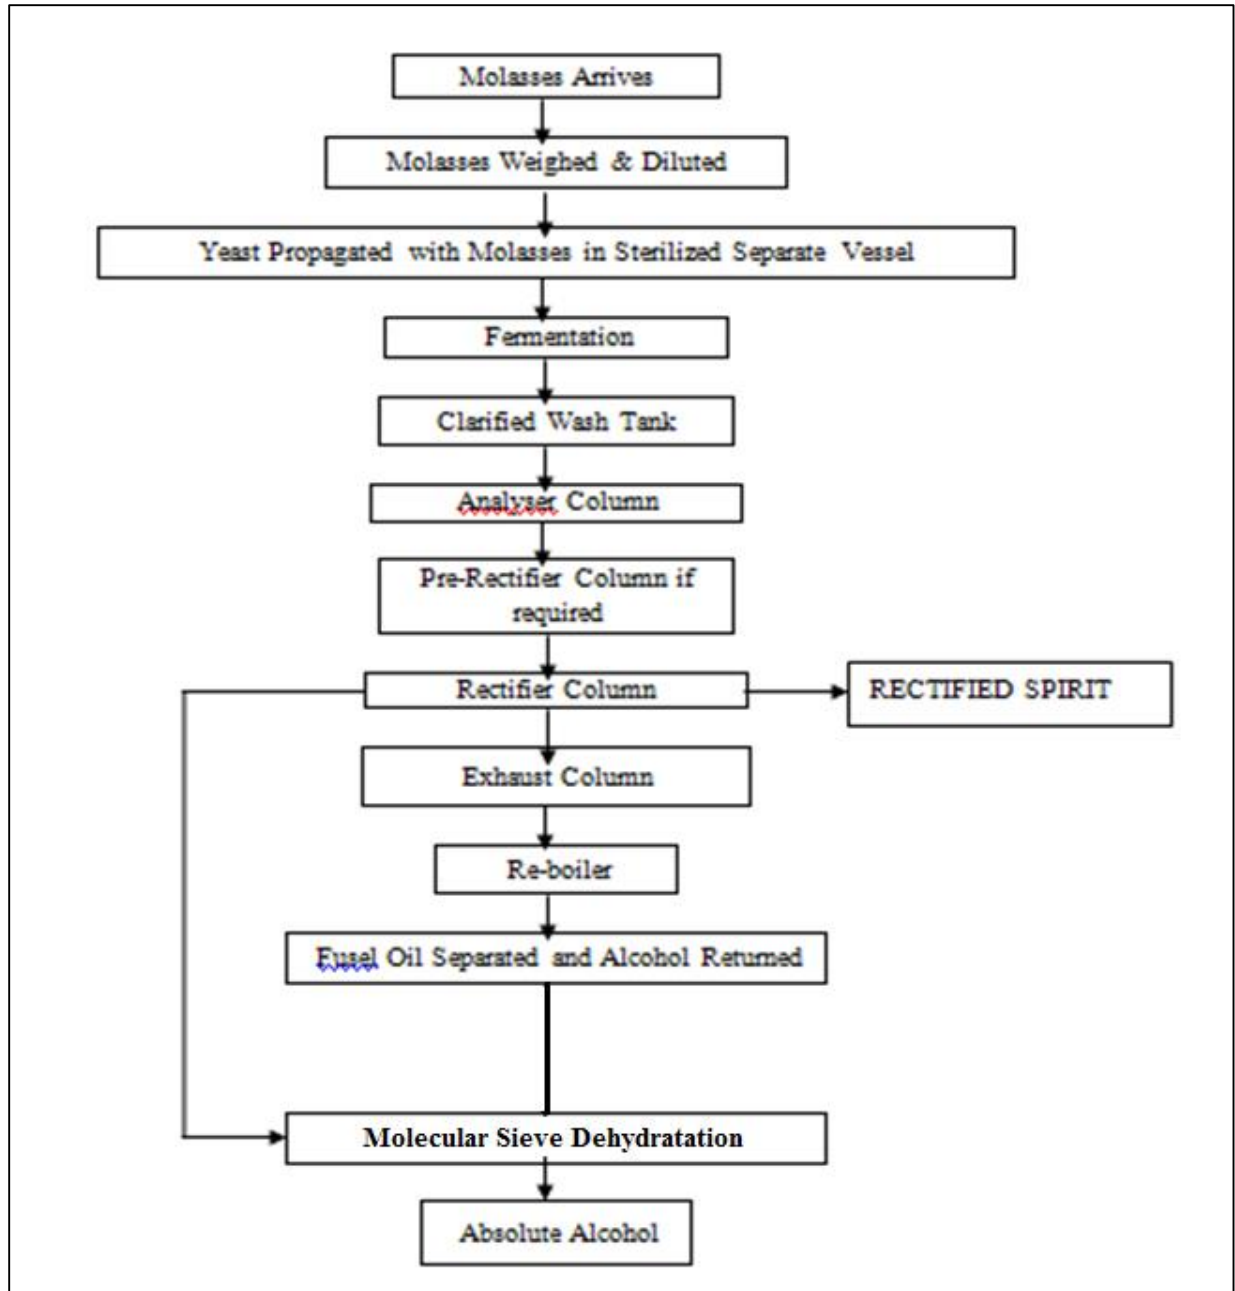 Molasses Arrives
Molasses Weighed & Diluted
Yeast Propagated with Molasses in Sterilized Separate Vessel
Fermentation
Clarified Wash Tank
Analyser Column
Pre-Rectifier Column if
required
Rectifier Column
RECTIFIED SPIRIT
Exhaust Column
Re-boiler
Fusel Oil Separated and Alcohol Returned
Molecular Sieve Dehydratation
Absolute Alcohol